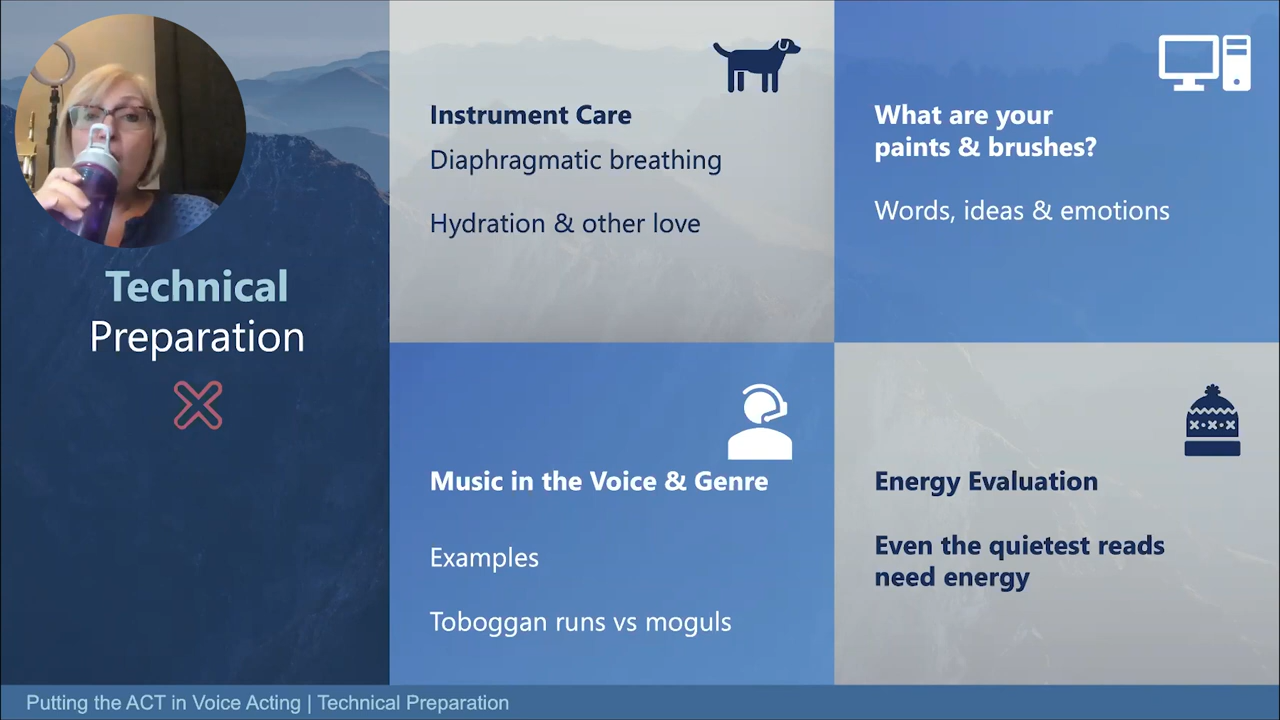 Technical
Preparation
Instrument Care
Diaphragmatic breathing
Hydration & other love
What are your
paints & brushes?
Words, ideas & emotions
Music in the Voice & Genre
Examples
Toboggan runs vs moguls
Energy Evaluation
Even the quietest reads
need energy
Putting the ACT in Voice Acting | Technical Preparation